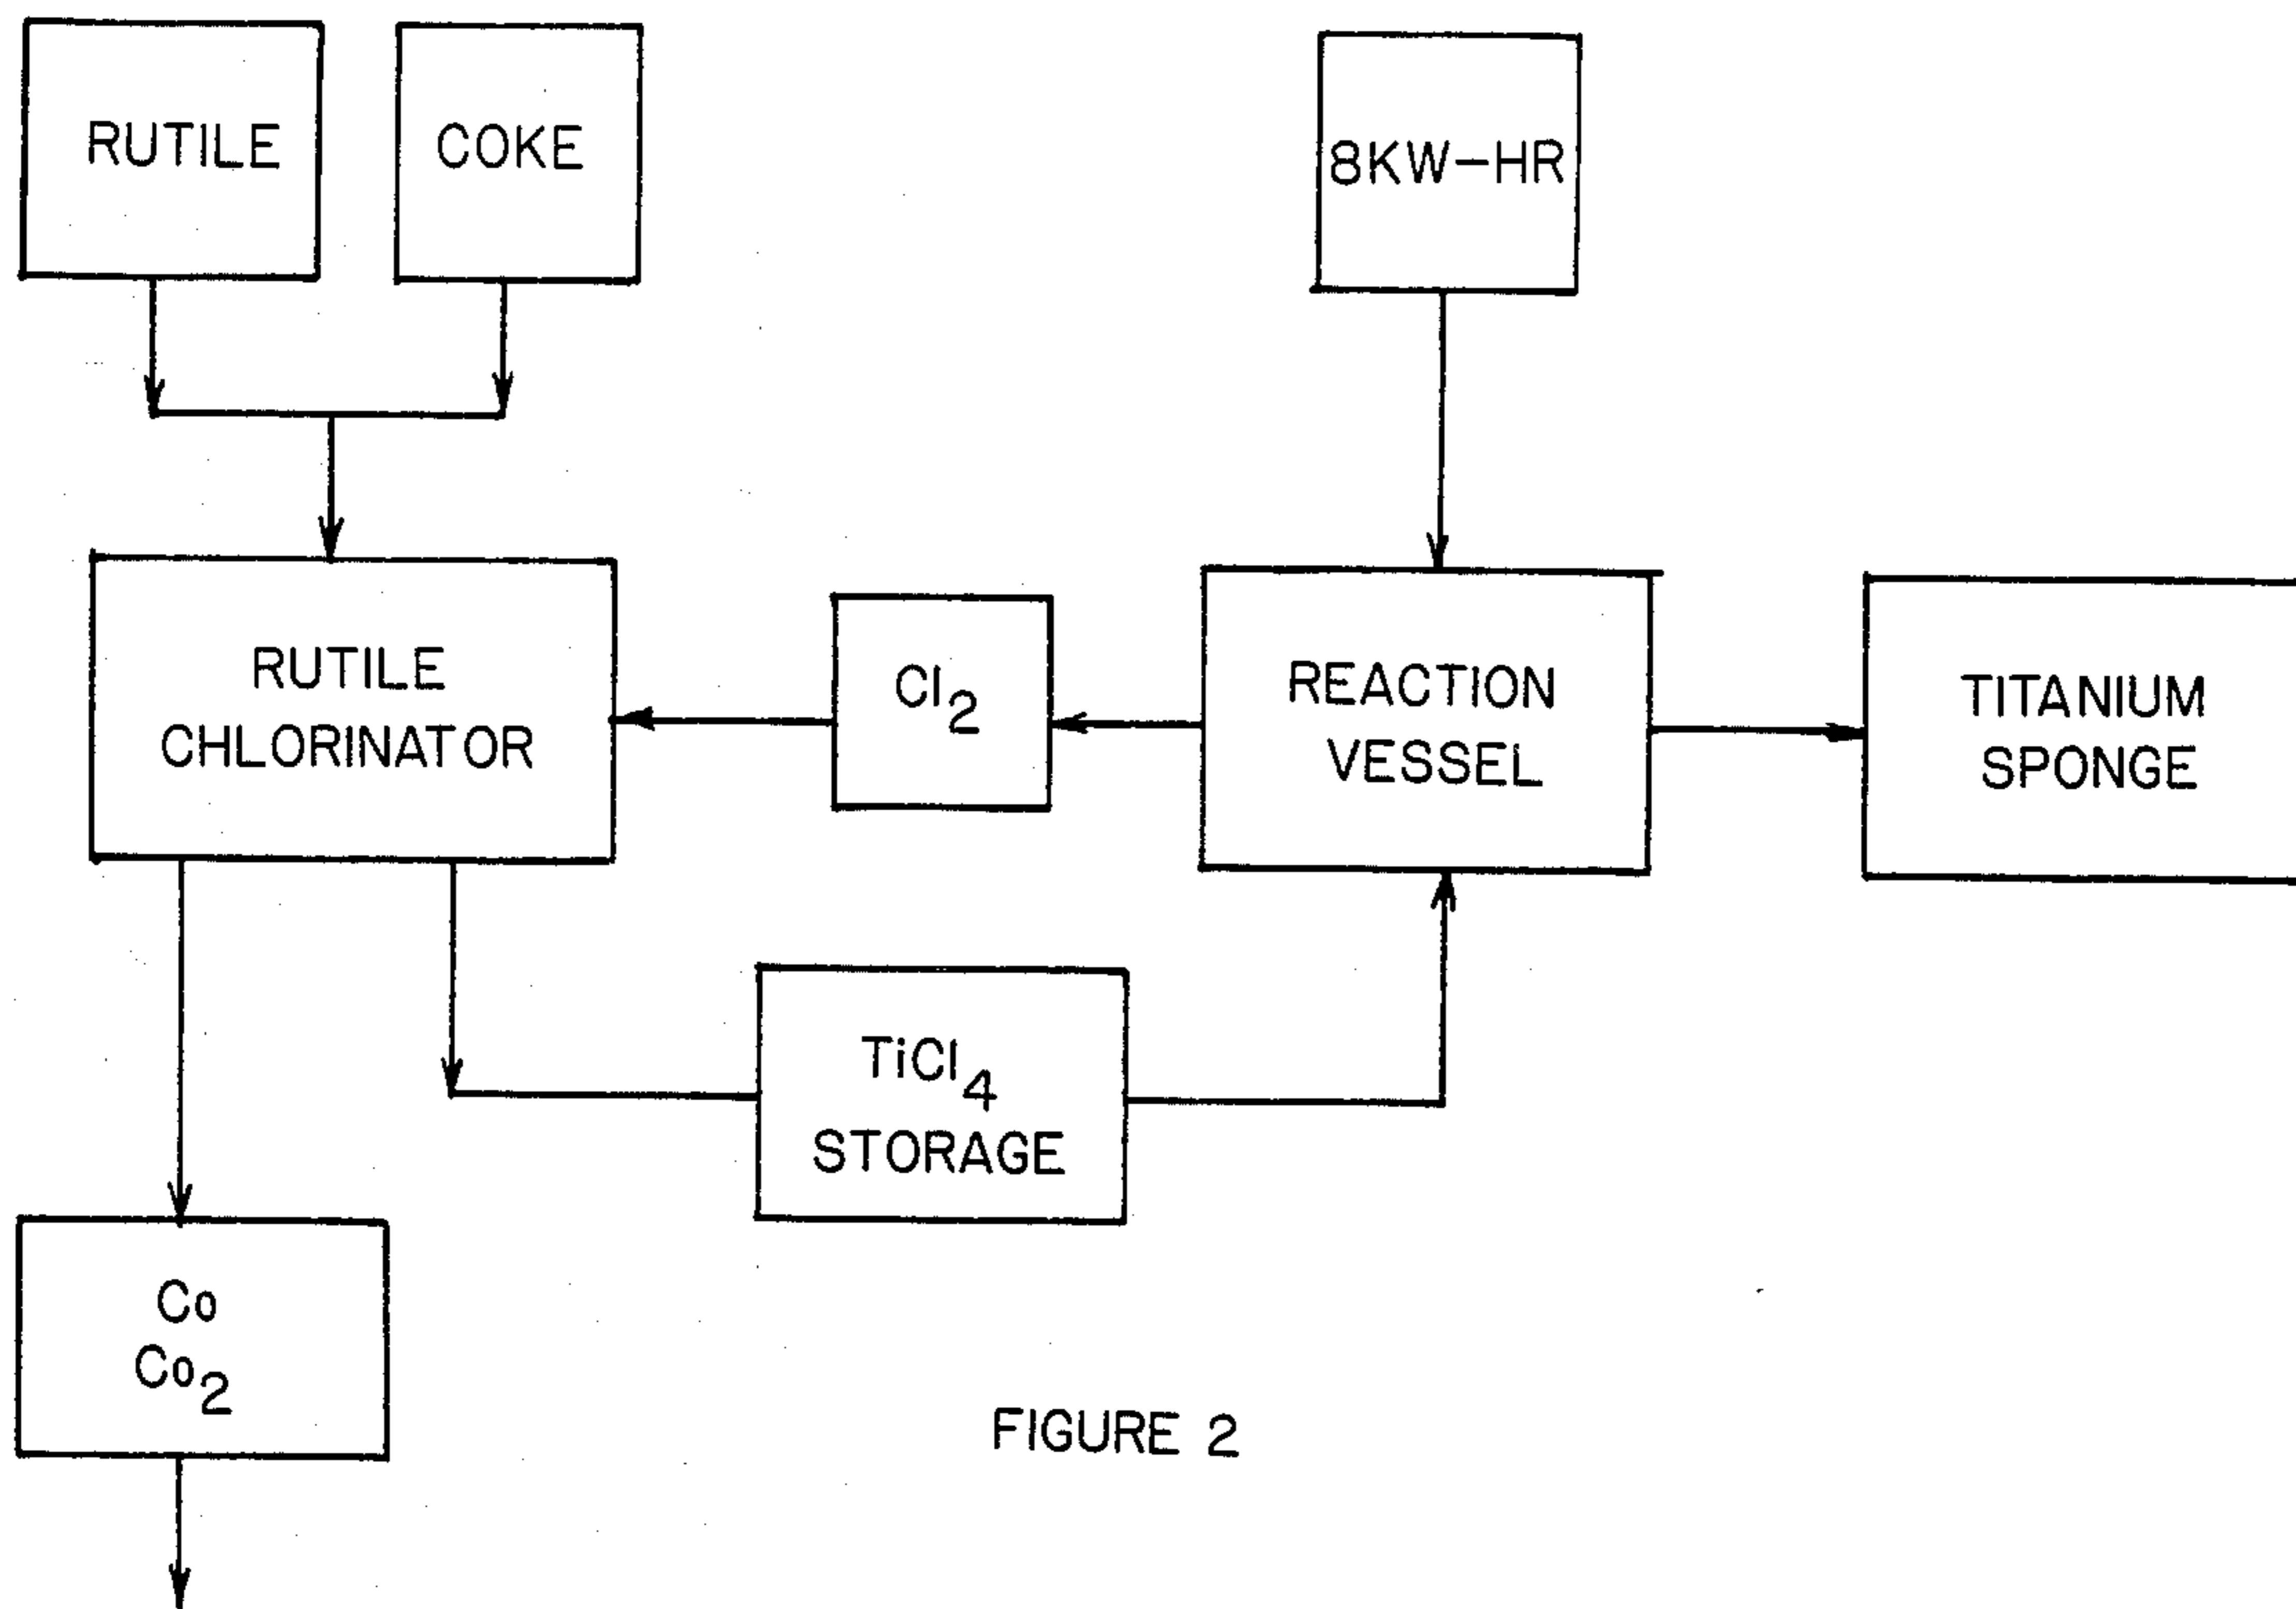 RUTILE
COKE
8KW-HR
RUTILE
CHLORINATOR
Cl2
REACTION
VESSEL
TITANIUM
SPONGE
TiCl4
STORAGE
Co
Co2
FIGURE 2